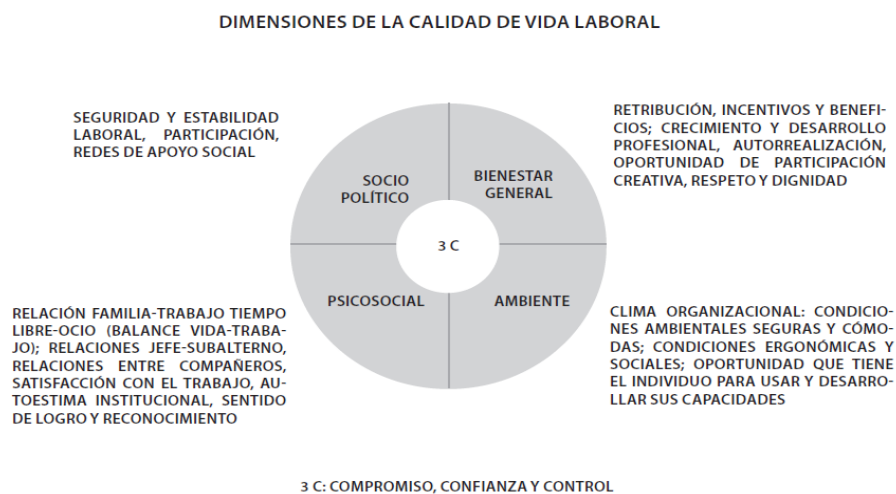 DIMENSIONES DE LA CALIDAD DE VIDA LABORAL
SEGURIDAD Y ESTABILIDAD
LABORAL, PARTICIPACIÓN,
REDES DE APOYO SOCIAL
RETRIBUCIÓN, INCENTIVOS Y BENEFI-
CIOS; CRECIMIENTO Y DESARROLLO
PROFESIONAL, AUTORREALIZACIÓN,
OPORTUNIDAD DE PARTICIPACIÓN
CREATIVA, RESPETO Y DIGNIDAD
SOCIO
POLÍTICO
BIENESTAR
GENERAL
3 C
PSICOSOCIAL
AMBIENTE
RELACIÓN FAMILIA-TRABAJO TIEMPO
LIBRE-OCIO (BALANCE VIDA-TRABA-
JO); RELACIONES JEFE-SUBALTERNO,
RELACIONES ENTRE COMPAÑEROS,
SATISFACCIÓN CON EL TRABAJO, AU-
TOESTIMA INSTITUCIONAL, SENTIDO
DE LOGRO Y RECONOCIMIENTO
CLIMA ORGANIZACIONAL: CONDICIO-
NES AMBIENTALES SEGURAS Y CÓMO-
DAS; CONDICIONES ERGONÓMICAS Y
SOCIALES; OPORTUNIDAD QUE TIENE
EL INDIVIDUO PARA USAR Y DESARRO-
LLAR SUS CAPACIDADES
3 C: COMPROMISO, CONFIANZA Y CONTROL